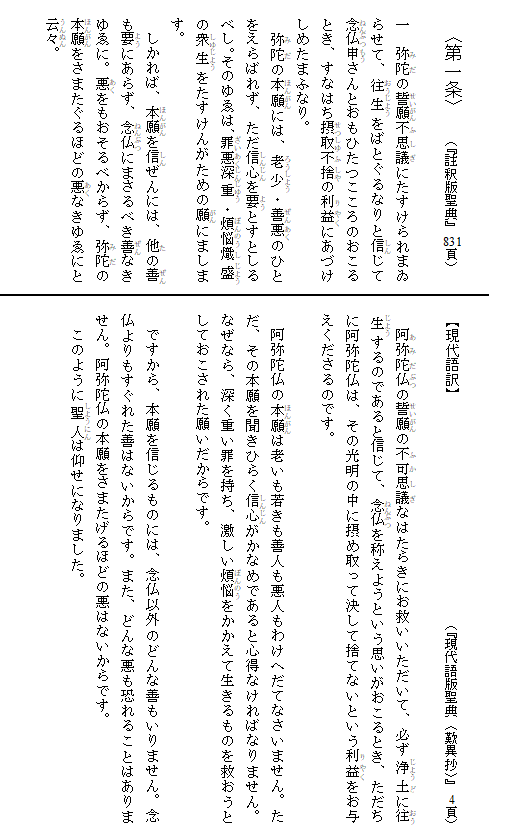 〈第一条〉　（『註釈版聖典』831頁）
一　弥陀の誓願不思議にたすけられまゐ
らせて、往生をばとぐるなりと信じて
念仏申さんとおもひたつこころのおこる
とき、すなはち摂取不捨の利益にあづけ
しめたまふなり。
　弥陀の本願には、老少・善悪のひと
をえらばれず、ただ信心を要とすとしる
べし。そのゆゑは、罪悪深重・煩悩熾盛
の衆生をたすけんがための願にましま
す。
　しかれば、本願を信ぜんには、他の善
も要にあらず、念仏にまさるべき善なき
ゆゑに。悪をもおそるべからず、弥陀の
本願をさまたぐるほどの悪なきゆゑにと
云々。
【現代語訳】　（『現代語版聖典〈歎異抄〉』4頁）
　阿弥陀仏の誓願の不可思議なはたらきにお救いいただいて、必ず浄土に往
生するのであると信じて、念仏を称えようという思いがおこるとき、ただち
に阿弥陀仏は、その光明の中に摂め取って決して捨てないという利益をお与
えくださるのです。
　阿弥陀仏の本願は老いも若きも善人も悪人もわけへだてなさいません。た
だ、その本願を聞きひらく信心がかなめであると心得なければなりません。
なぜなら、深く重い罪を持ち、激しい煩悩をかかえて生きるものを救おうと
しておこされた願いだからです。
　ですから、本願を信じるものには、念仏以外のどんな善もいりません。念
仏よりもすぐれた善はないからです。また、どんな悪も恐れることはありま
せん。阿弥陀仏の本願をさまたげるほどの悪はないからです。
　このように聖人は仰せになりました。